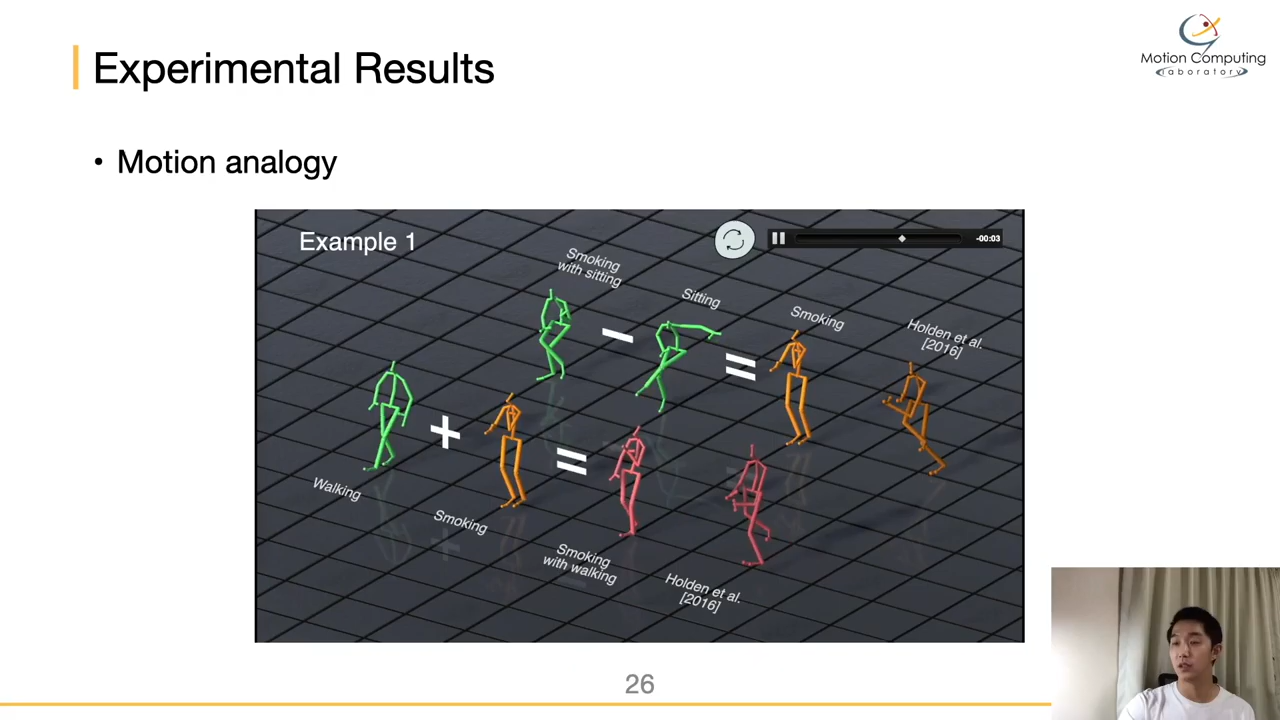 Experimental Results
Motion Computing
laboratory
• Motion analogy
Example 1
-00:03
Smoking
with sitting
Sitting
Smoking
Holden et al.
[2016]
Walking
Smoking
Smoking
with walking
Holden et al.
[2016]
26